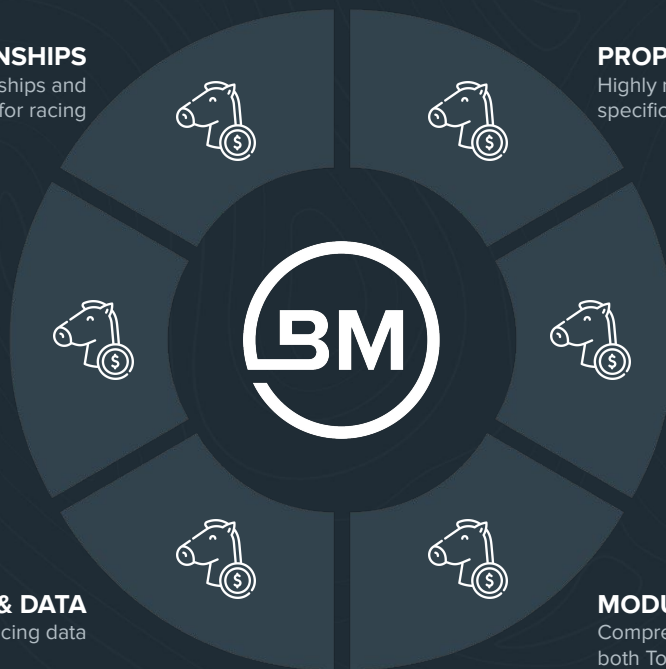 NSHIPS
ships and
for racing
PROP
Highly
specific
BM
$
$
$
$
$
$
& DATA
cing data
MODU
Compre
both To